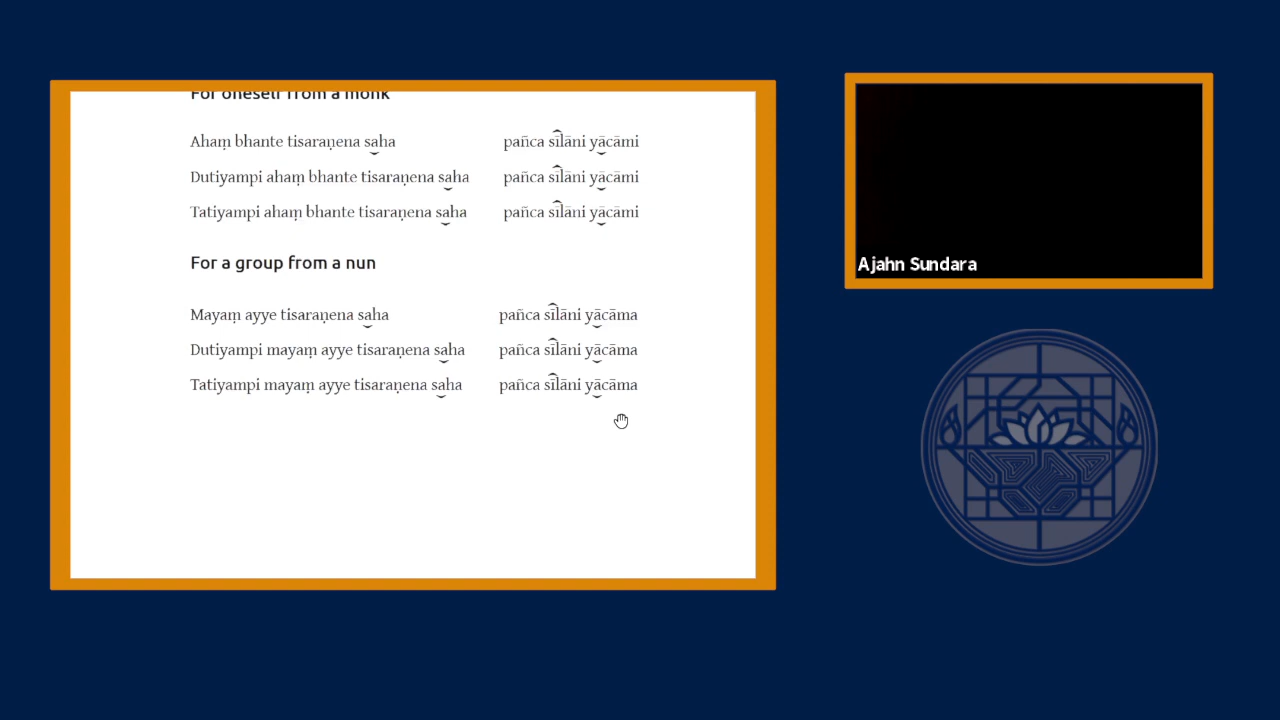 For oneself from a monk
Ahaṃ bhante tisaraṇena saha pañca sīlāni yācāmi
Dutiyampi ahaṃ bhante tisaraṇena saha pañca sīlāni yācāmi
Tatiyampi ahaṃ bhante tisaraṇena saha pañca sīlāni yācāmi
For a group from a nun
Mayaṃ ayye tisaraṇena saha pañca sīlāni yācāma
Dutiyampi mayaṃ ayye tisaraṇena saha pañca sīlāni yācāma
Tatiyampi mayaṃ ayye tisaraṇena saha pañca sīlāni yācāma
Ajahn Sundara